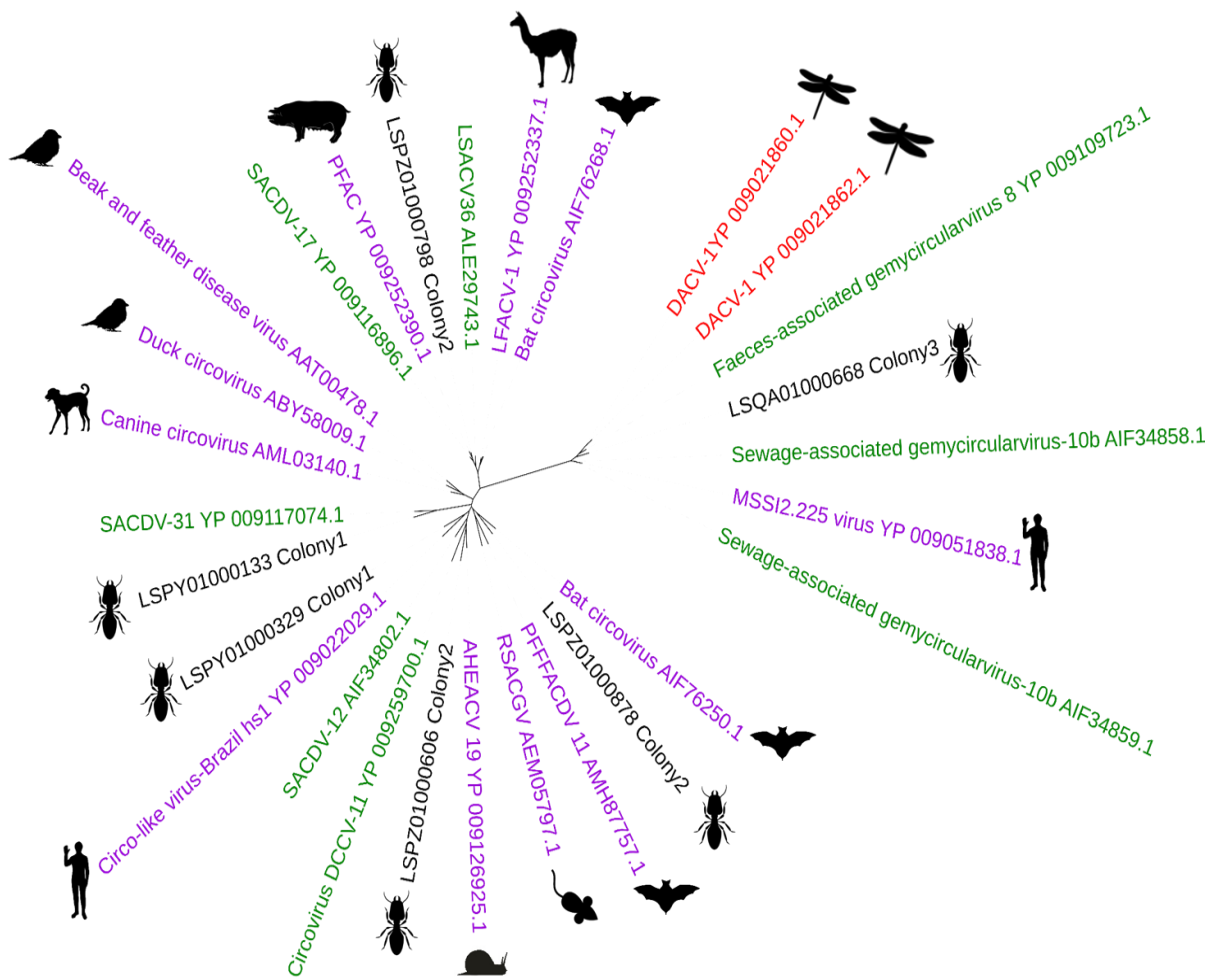 LFACV-1 YP 009252337.1
Bat circovirus AIF76268.1
DACV-1YP 009021860.1
DACV-1 YP 009021862.1
Faeces-associated gemycircularvirus 8 YP 009109723.1
LSQA01000668 Colony3
Sewage-associated gemycircularvirus-10b AIF34858.1
MSSI2.225 virus YP 009051838.1
Sewage-associated gemycircularvirus-10b AIF34859.1
Bat circovirus AIF76250.1
LSPZ01000878 Colony2
PFFFACDV 11 AMH87757.1
RSACGV AEM05797.1
AHEACV 19 YP 009126925.1
LSPZ01000606 Colony2
Circovirus DCCV-11 YP 009259700.1
SACDV-12 AIF34802.1
Circo-like virus-Brazil hs1 YP 009022029.1
LSPY01000329 Colony1
LSPY01000133 Colony1
SACDV-31 YP 009117074.1
Canine circovirus AML03140.1
Duck circovirus ABY58009.1
Beak and feather disease virus AAT00478.1
SACDV-17 YP 009116896.1
PFAC YP 009252390.1
LSPZ01000798 Colony2
LSACV36 ALE29743.1